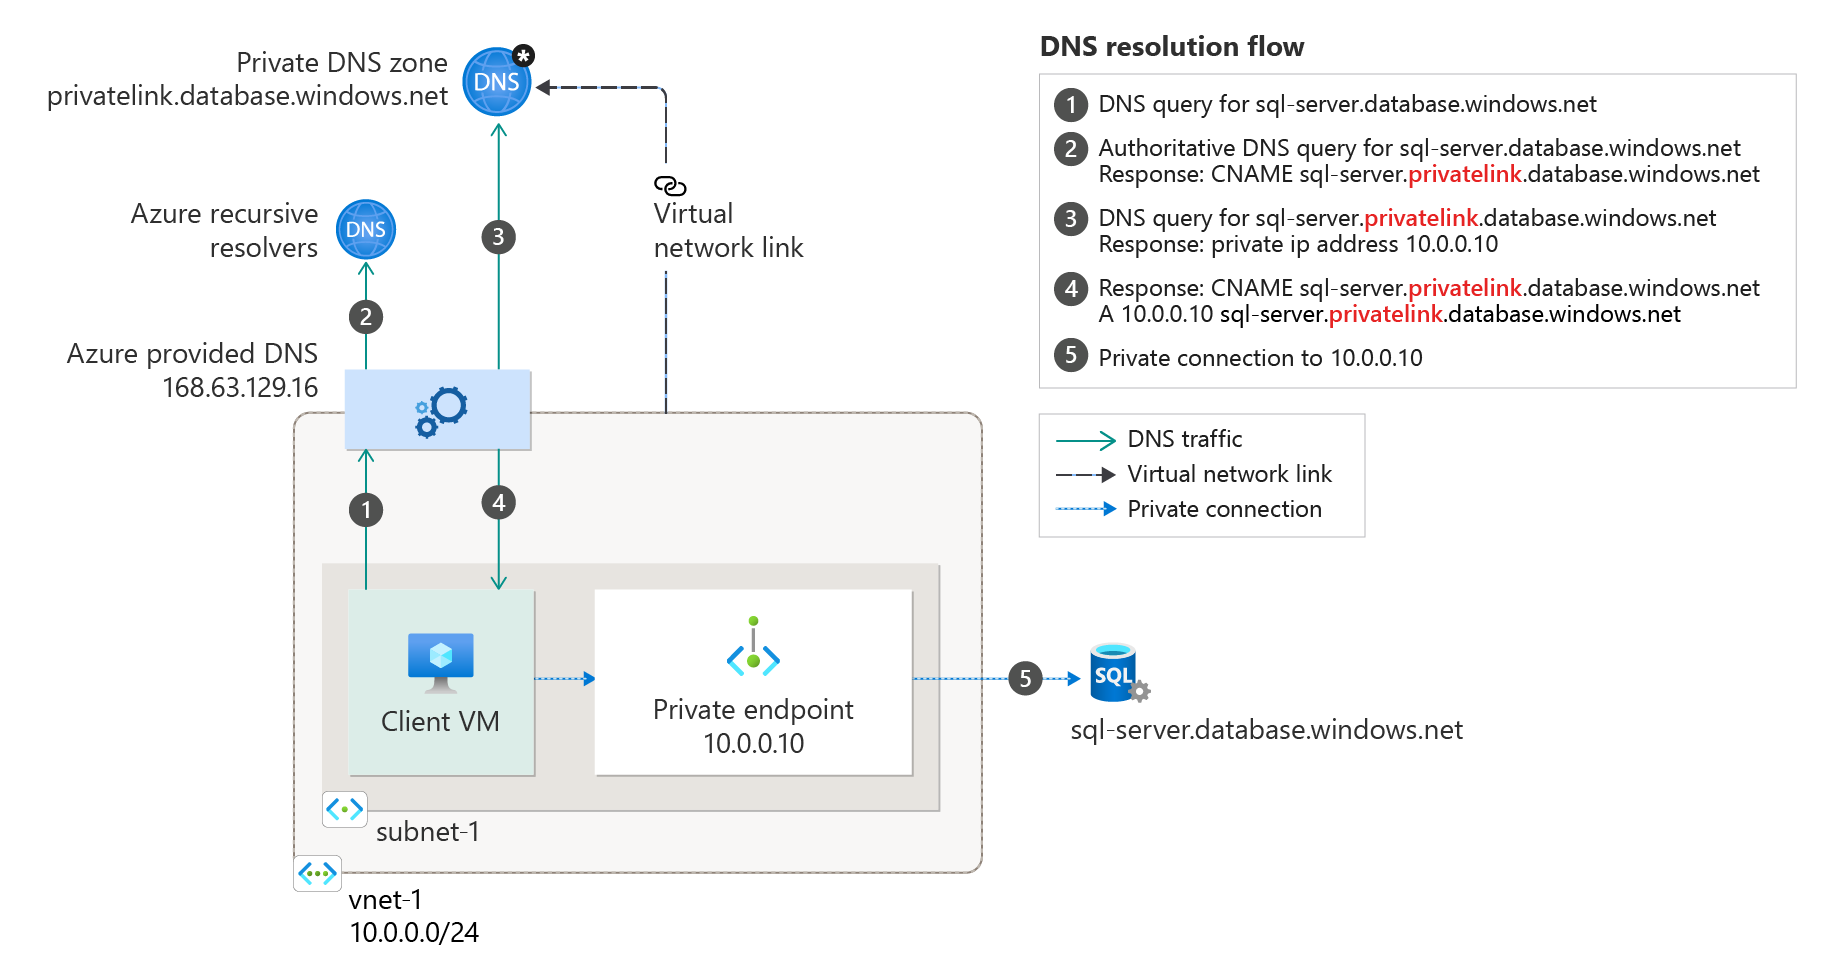 Private DNS zone
privatelink.database.windows.net
DNS
*
Azure recursive
resolvers
DNS
Virtual
network link
3
2
Azure provided DNS
168.63.129.16
1
4
Client VM
Private endpoint
10.0.0.10
5
SQL
sql-server.database.windows.net
subnet-1
vnet-1
10.0.0.0/24
DNS resolution flow
1 DNS query for sql-server.database.windows.net
2 Authoritative DNS query for sql-server.database.windows.net
Response: CNAME sql-server.privatelink.database.windows.net
3 DNS query for sql-server.privatelink.database.windows.net
Response: private ip address 10.0.0.10
4 Response: CNAME sql-server.privatelink.database.windows.net
A 10.0.0.10 sql-server.privatelink.database.windows.net
5 Private connection to 10.0.0.10
DNS traffic
Virtual network link
Private connection